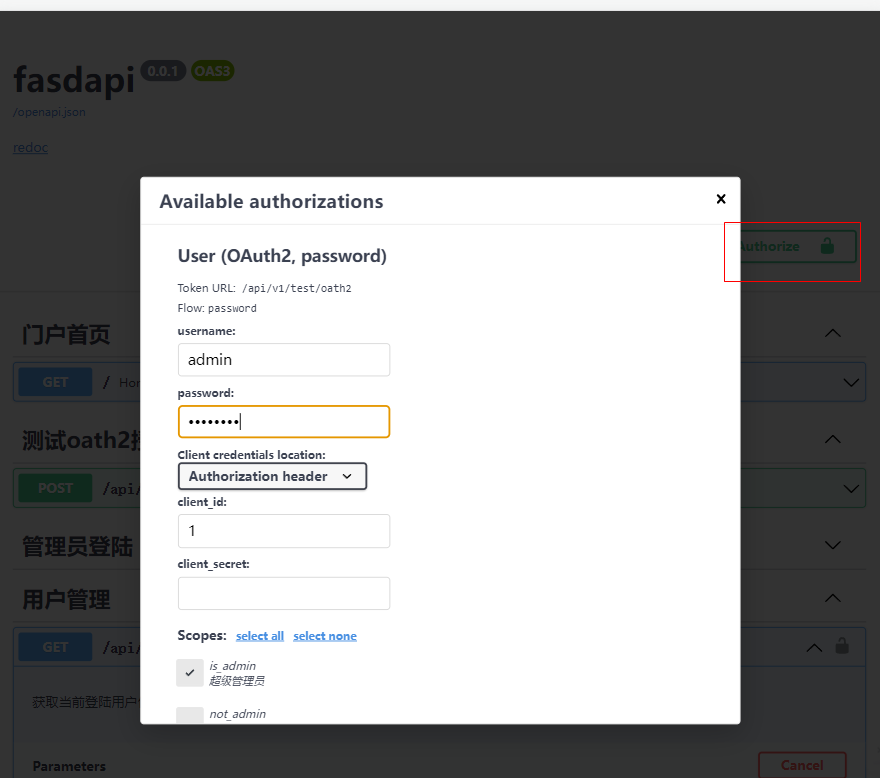 fasdapi 0.0.1 OAS3
/openapi.json
redoc
Available authorizations
Authorize
User (OAuth2, password)
Token URL: /api/v1/test/oath2
Flow: password
username:
admin
password:
••••••••
Client credentials location:
Authorization header
client_id:
1
client_secret:
Scopes: select all select none
is_admin
超级管理员
not_admin
门户首页
GET /
测试oath2
POST /api/
管理员登陆
用户管理
GET /api/
获取当前登陆用户
Parameters
Cancel